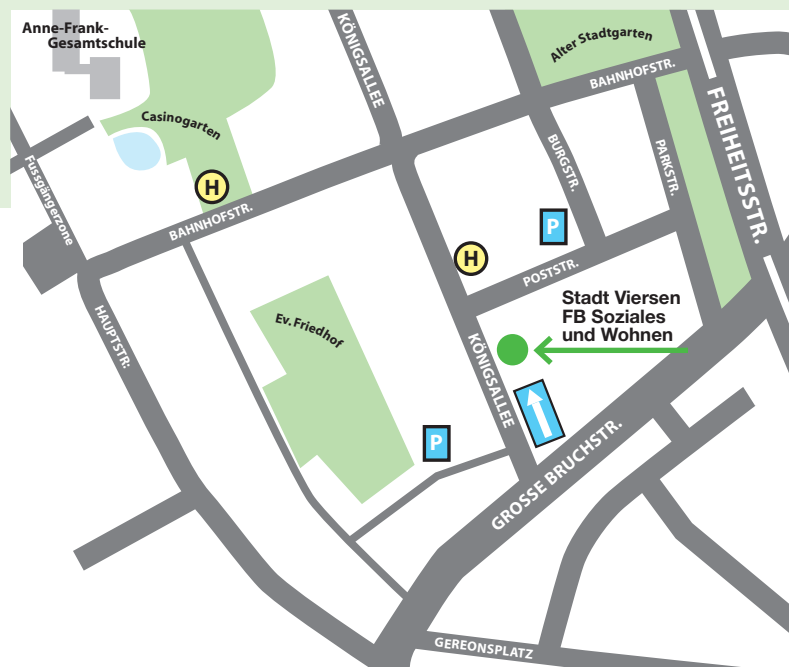 Anne-Frank-
Gesamtschule
Casinogarten
KÖNIGSALLEE
Alter Stadtgarten
BAHNHOFSTR.
FREIHEITSSTR.
BURGSTR.
PARKSTR.
Fussgängerzone
H
BAHNHOFSTR.
P
H
POSTSTR.
Stadt Viersen
FB Soziales
und Wohnen
HAUPTSTR:
Ev. Friedhof
KÖNIGSALLEE
P
GROSSE BRUCHSTR.
GEREONSPLATZ